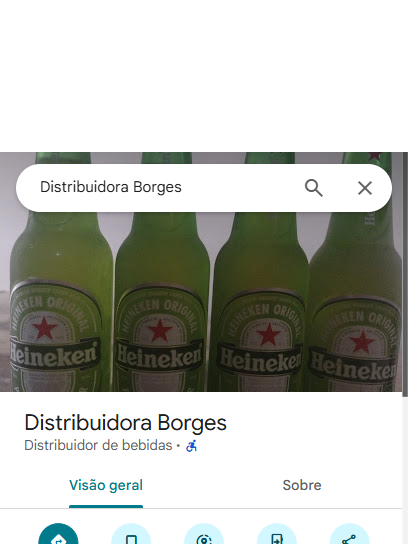 Distribuidora Borges
HEINEKEN ORIGINAL HEINEKEN ORIGINAL HEINEKEN ORIGINAL HEINEKEN ORIGINAL
Heineken Heineken Heineken Heineken
Distribuidora Borges
Distribuidor de bebidas ·
Visão geral Sobre